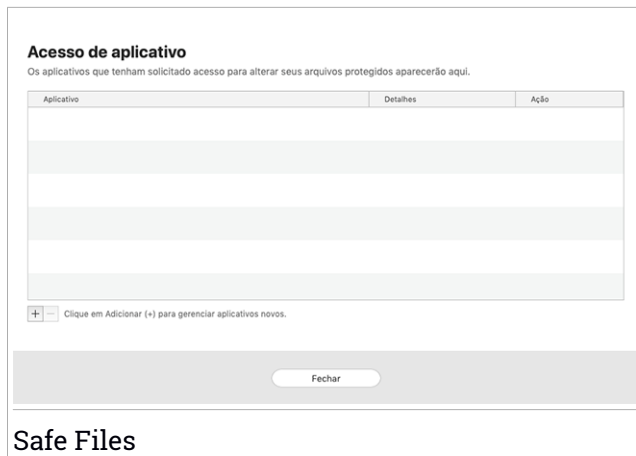 Acesso de aplicativo
Os aplicativos que tenham solicitado acesso para alterar seus arquivos protegidos aparecerão aqui.
Aplicativo Detalhes Ação
+ − Clique em Adicionar (+) para gerenciar aplicativos novos.
Fechar
Safe Files